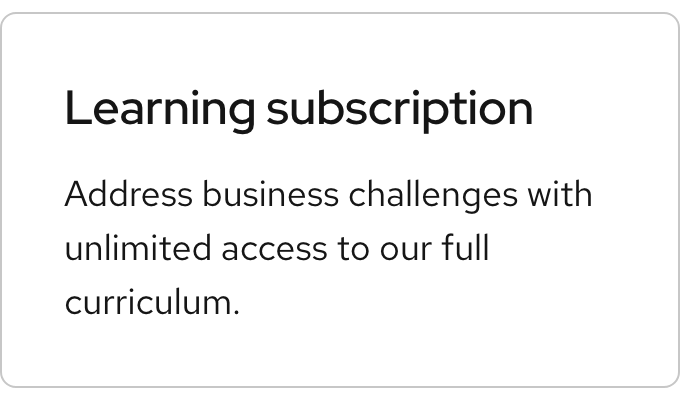 Learning subscription
Address business challenges with
unlimited access to our full
curriculum.